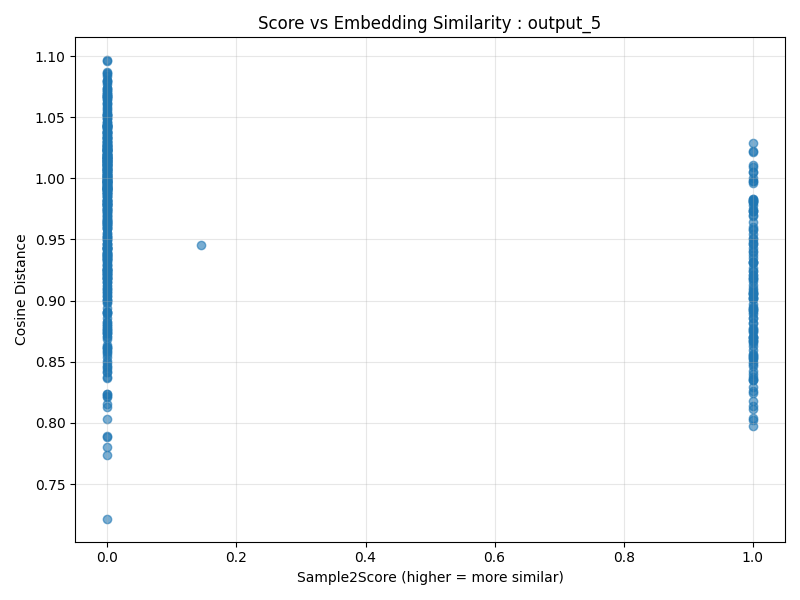 Score vs Embedding Similarity : output_5
1.10
1.05
1.00
0.95
0.90
0.85
0.80
0.75
Cosine Distance
0.0 0.2 0.4 0.6 0.8 1.0
Sample2Score (higher = more similar)